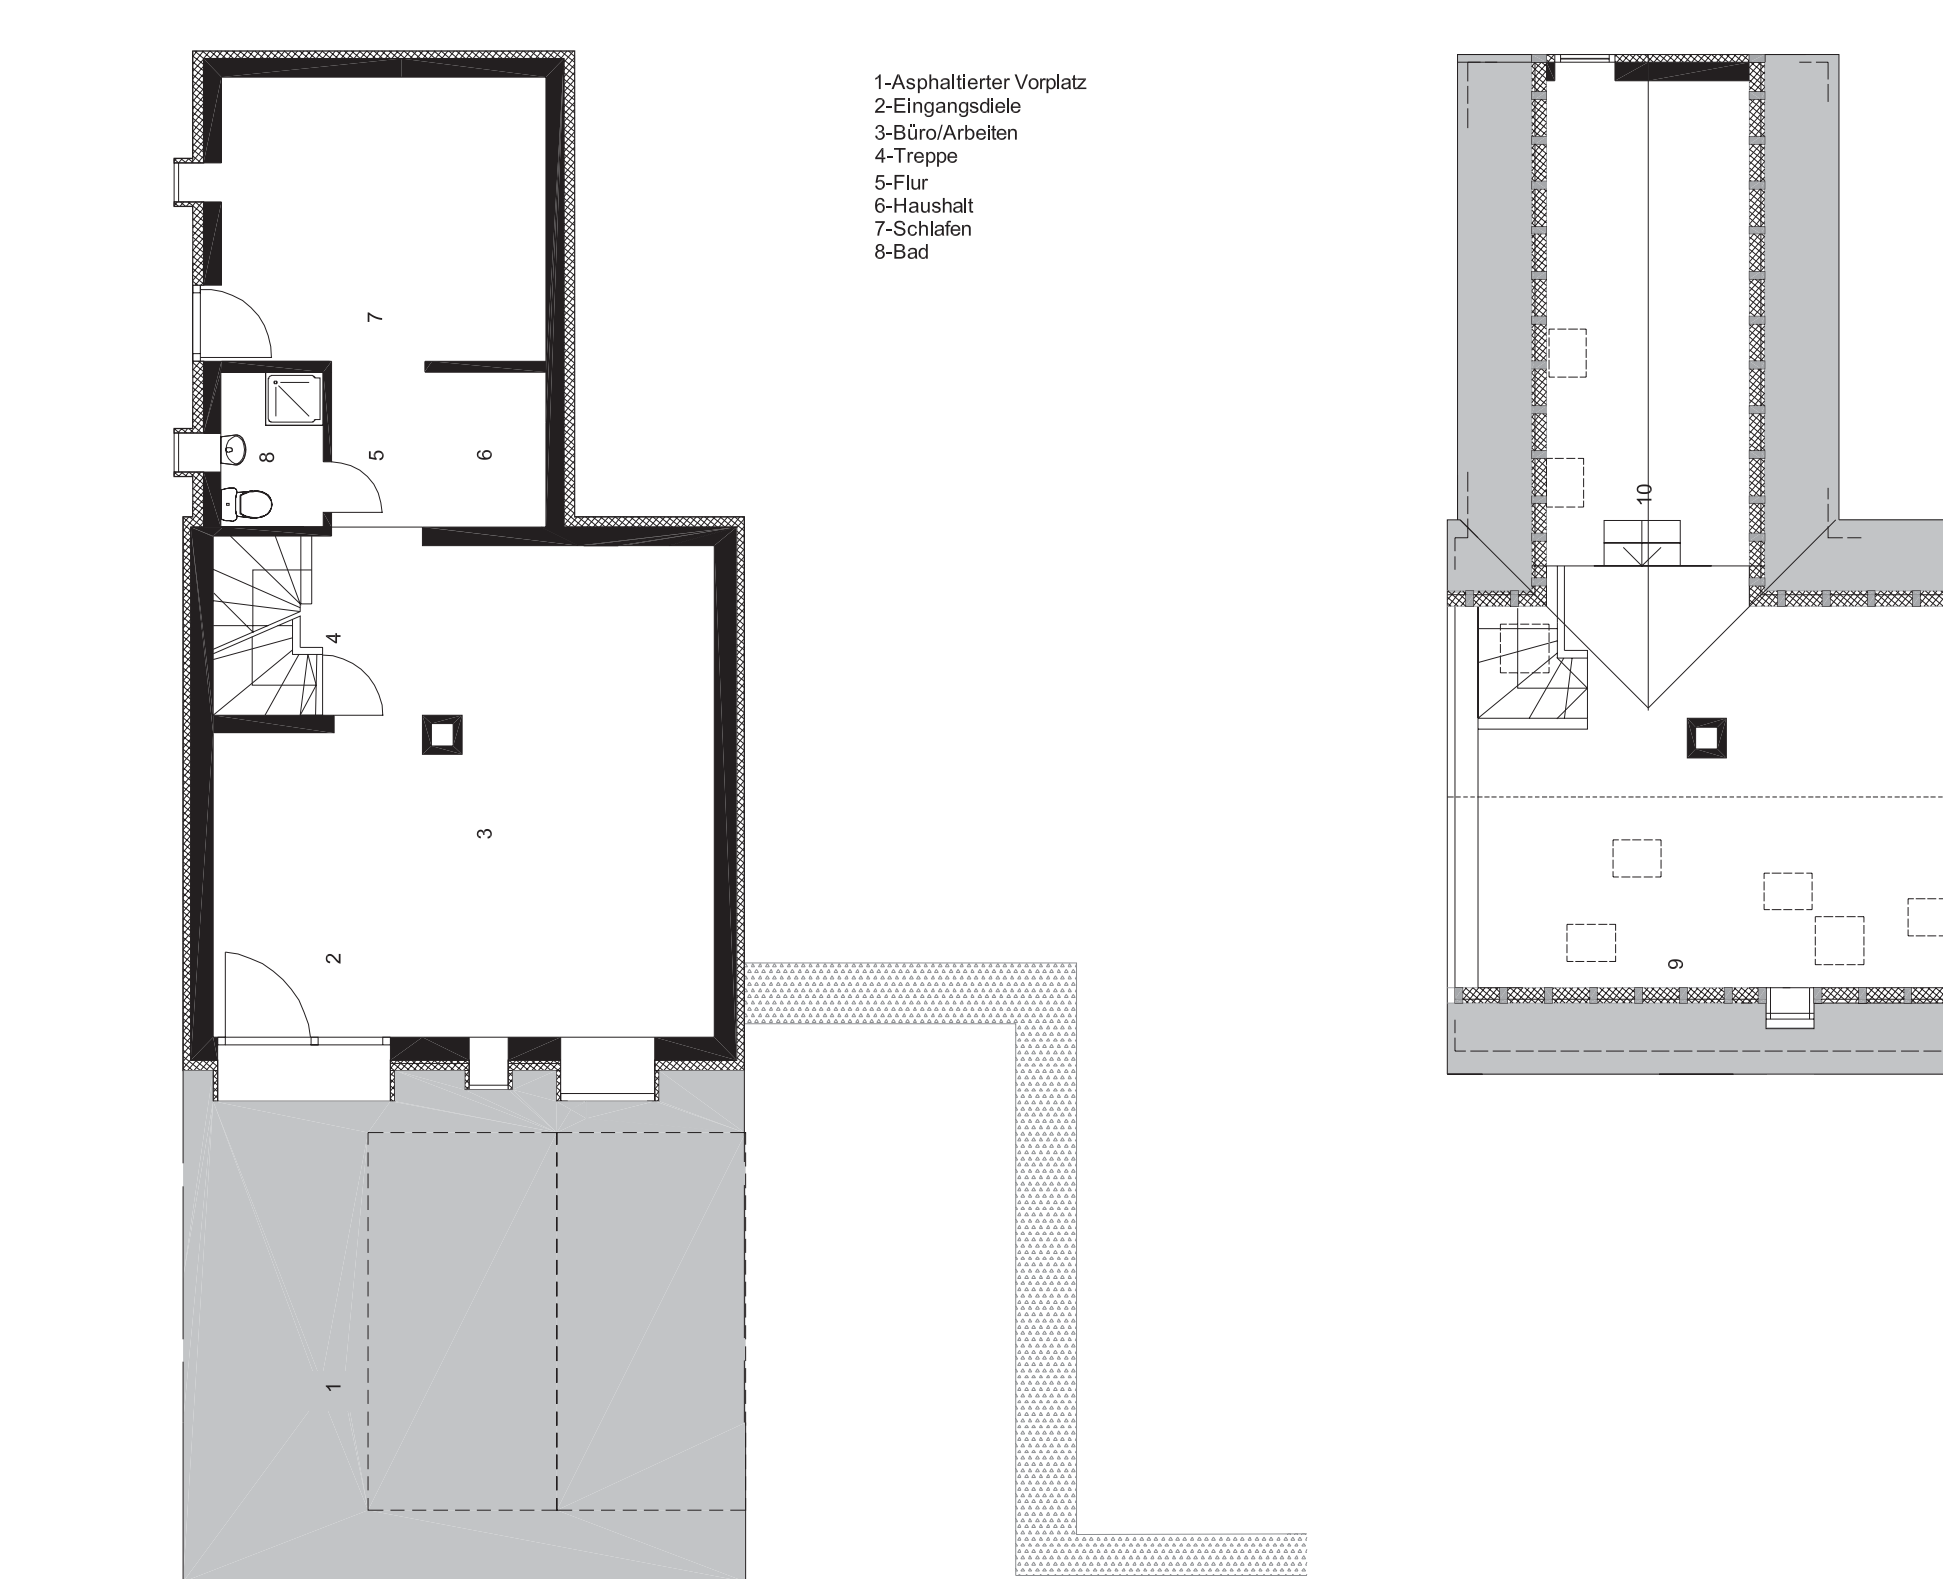 1-Asphaltierter Vorplatz
2-Eingangsdiele
3-Büro/Arbeiten
4-Treppe
5-Flur
6-Haushalt
7-Schlafen
8-Bad
7
8
5
6
4
3
2
1
10
9